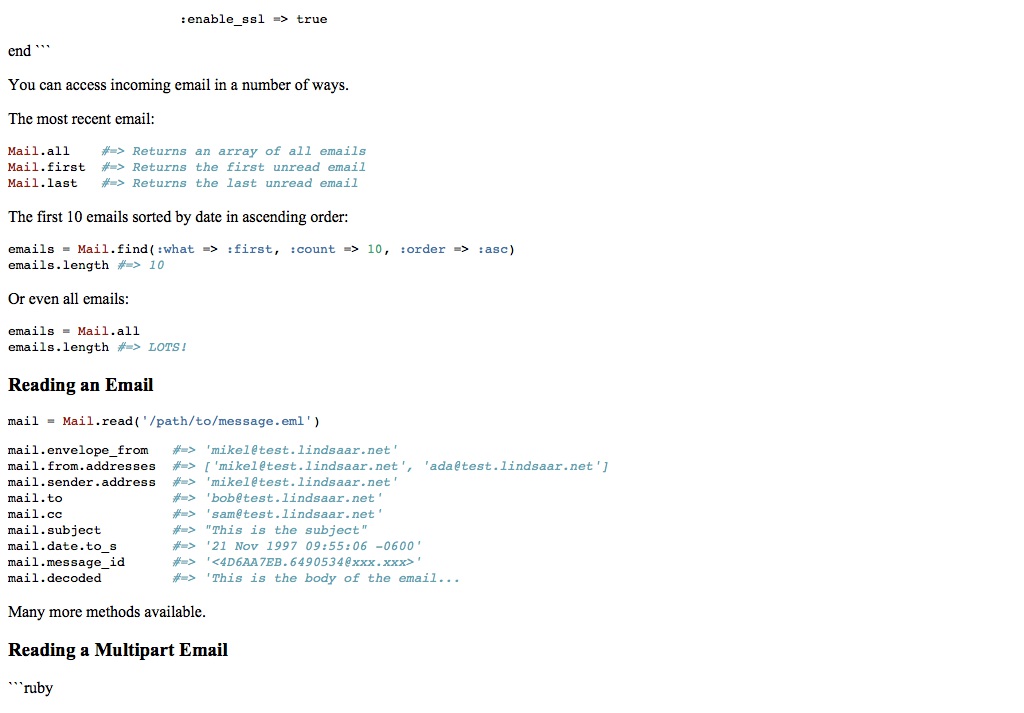 :enable_ssl => true
end ```
You can access incoming email in a number of ways.
The most recent email:
Mail.all    #=> Returns an array of all emails
Mail.first  #=> Returns the first unread email
Mail.last   #=> Returns the last unread email
The first 10 emails sorted by date in ascending order:
emails = Mail.find(:what => :first, :count => 10, :order => :asc)
emails.length #=> 10
Or even all emails:
emails = Mail.all
emails.length #=> LOTS!
Reading an Email
mail = Mail.read('/path/to/message.eml')
mail.envelope_from   #=> 'mikel@test.lindsaar.net'
mail.from.addresses  #=> ['mikel@test.lindsaar.net', 'ada@test.lindsaar.net']
mail.sender.address  #=> 'mikel@test.lindsaar.net'
mail.to              #=> 'bob@test.lindsaar.net'
mail.cc              #=> 'sam@test.lindsaar.net'
mail.subject         #=> "This is the subject"
mail.date.to_s       #=> '21 Nov 1997 09:55:06 -0600'
mail.message_id      #=> '<4D6AA7EB.6490534@xxx.xxx>'
mail.decoded         #=> 'This is the body of the email...
Many more methods available.
Reading a Multipart Email
```ruby